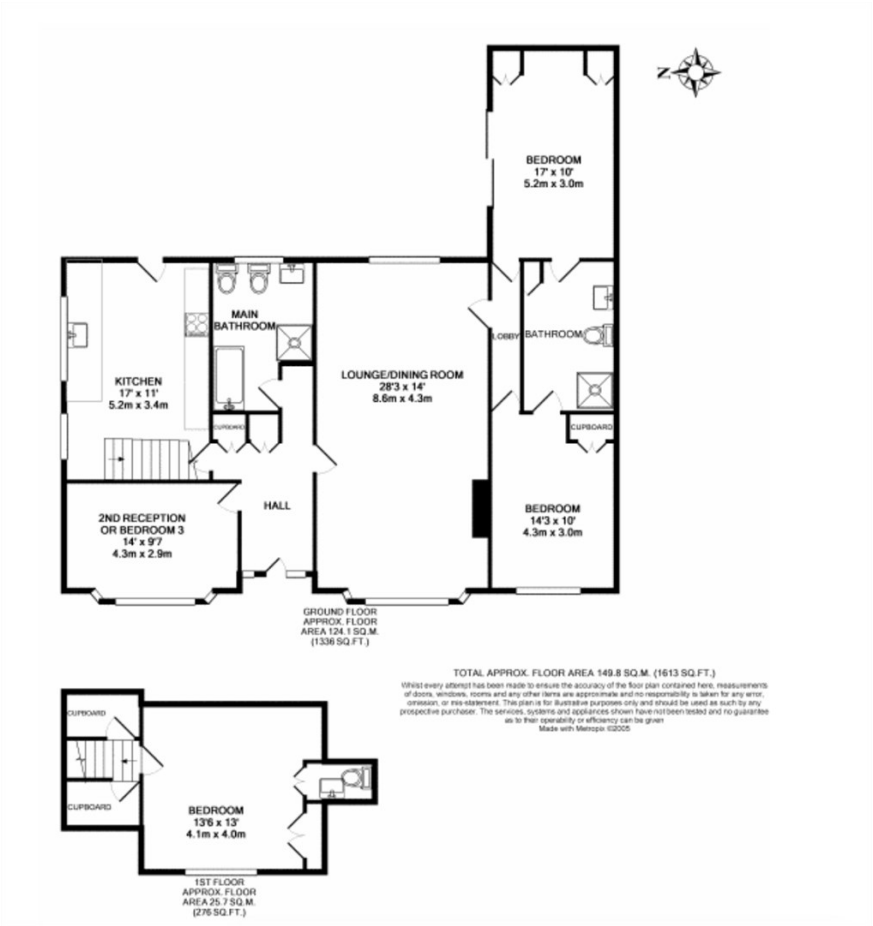 N
BEDROOM
17' x 10'
5.2m x 3.0m
MAIN
BATHROOM
LOBBY
BATHROOM
KITCHEN
17' x 11'
5.2m x 3.4m
LOUNGE/DINING ROOM
28'3 x 14'
8.6m x 4.3m
CUPBOARD
CUPBOARD
HALL
2ND RECEPTION
OR BEDROOM 3
14' x 9'7
4.3m x 2.9m
BEDROOM
14'3 x 10'
4.3m x 3.0m
GROUND FLOOR
APPROX. FLOOR
AREA 124.1 SQ.M.
(1336 SQ.FT.)
TOTAL APPROX. FLOOR AREA 149.8 SQ.M. (1613 SQ.FT.)
Whilst every attempt has been made to ensure the accuracy of the floor plan contained here, measurements
of doors, windows, rooms and any other items are approximate and no responsibility is taken for any error,
omission, or mis-statement. This plan is for illustrative purposes only and should be used as such by any
prospective purchaser. The services, systems and appliances shown have not been tested and no guarantee
as to their operability or efficiency can be given
Made with Metropix ©2005
CUPBOARD
CUPBOARD
BEDROOM
13'6 x 13'
4.1m x 4.0m
1ST FLOOR
APPROX. FLOOR
AREA 25.7 SQ.M.
(276 SQ.FT.)